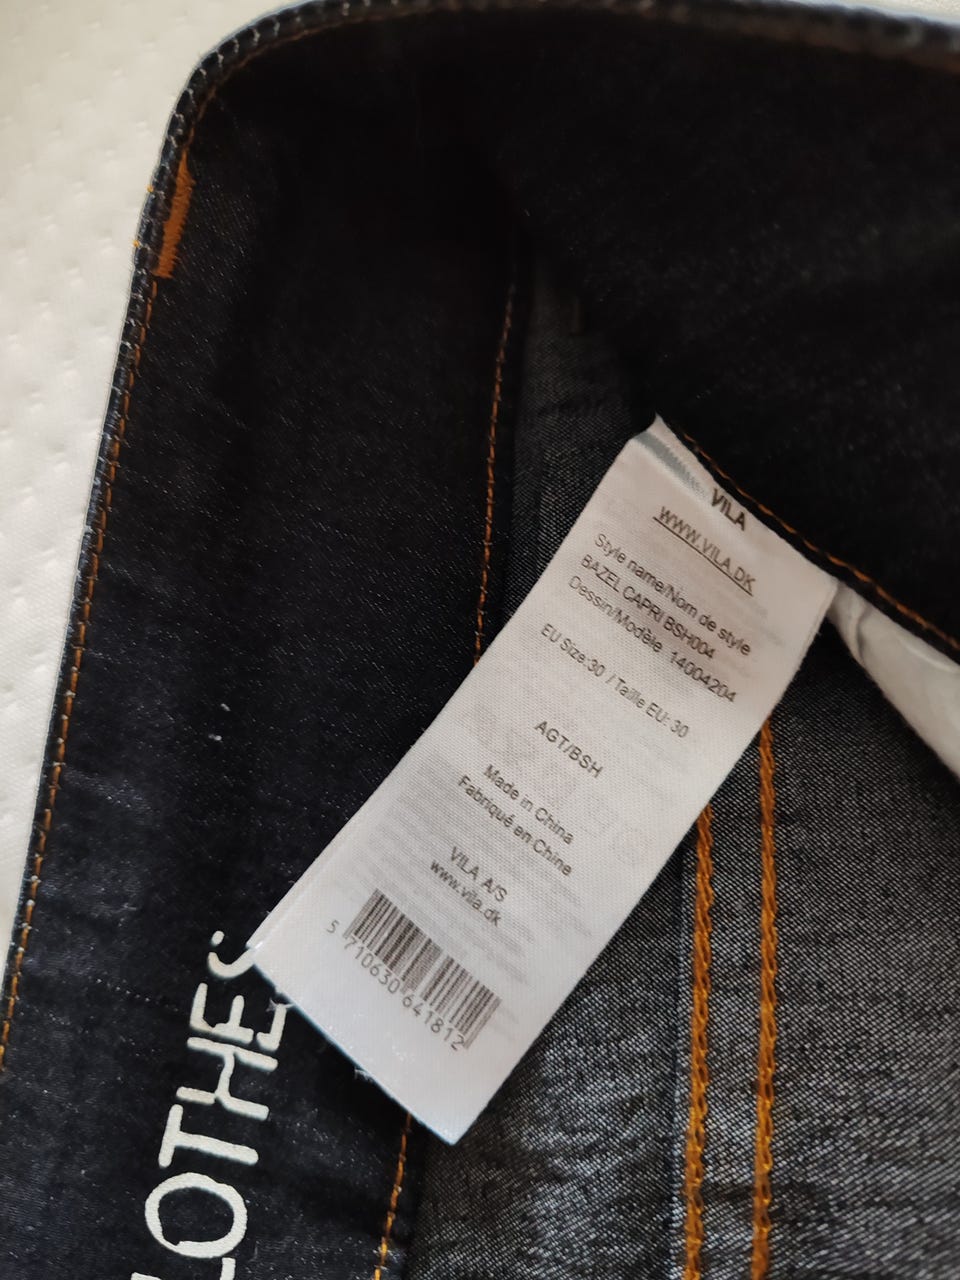 VILA
WWW.VILA.DK
Style name/Nom de style
BAZEL CAPRI BSH004
Dessin/Modèle 14004204
EU Size:30 / Taille EU: 30
AGT/BSH
Made in China
Fabriqué en Chine
VILA A/S
www.vila.dk
5 710630 641812
LOTHES